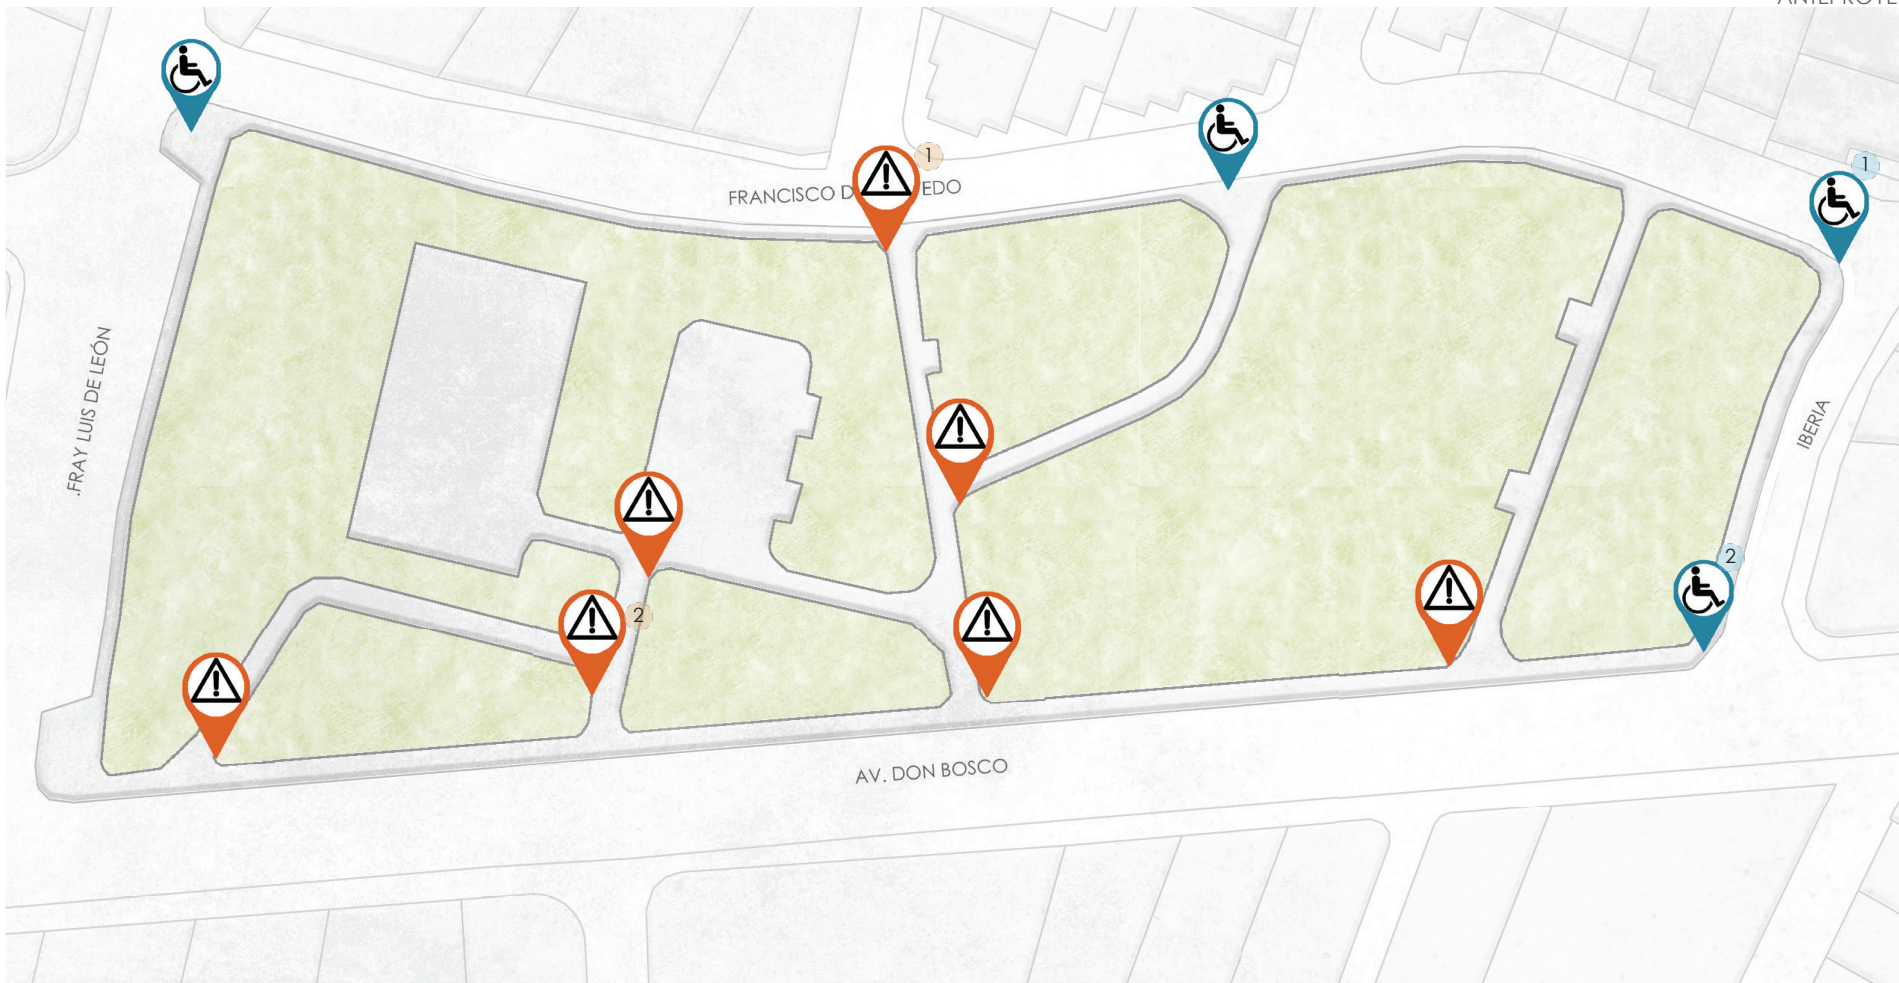 1
1
FRANCISCO D EDO
.FRAY LUIS DE LEÓN
IBERIA
2
2
AV. DON BOSCO